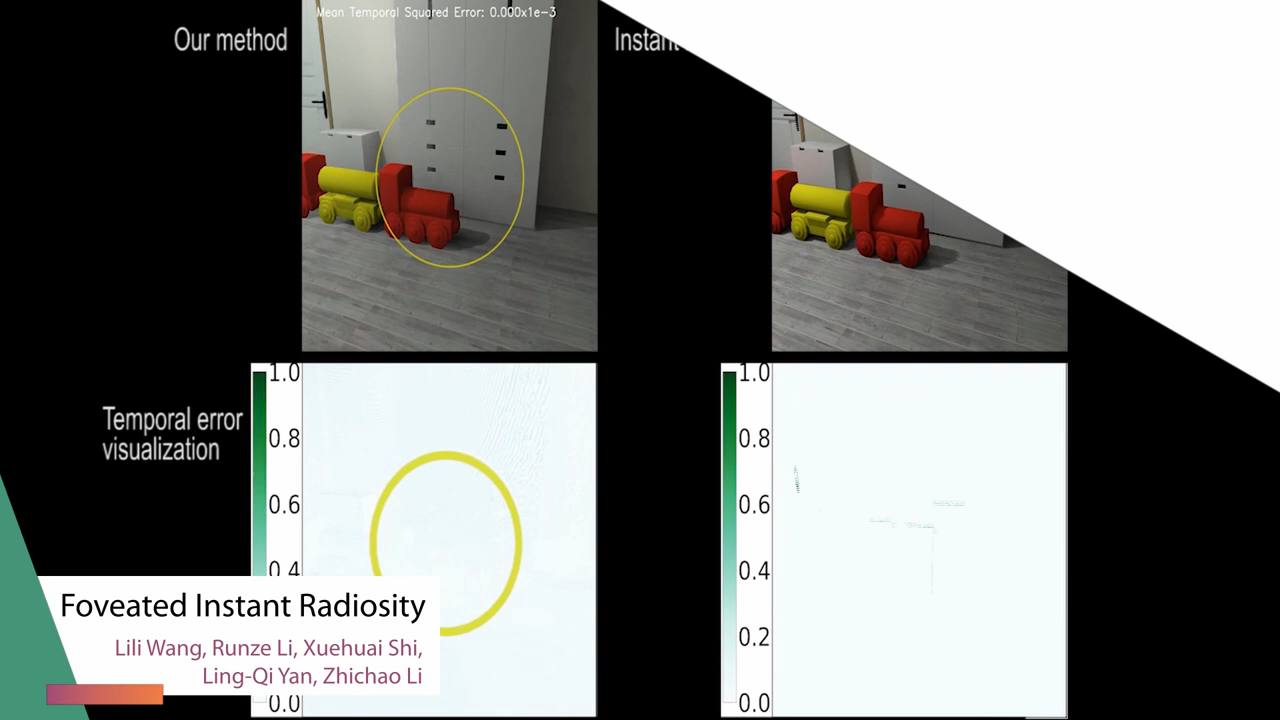 Mean Temporal Squared Error: 0.000x1e-3
Our method
Instant
1.0
0.8
0.6
0.4
0.0
1.0
0.8
0.6
0.4
0.2
0.0
Temporal error
visualization
Foveated Instant Radiosity
Lili Wang, Runze Li, Xuehuai Shi,
Ling-Qi Yan, Zhichao Li